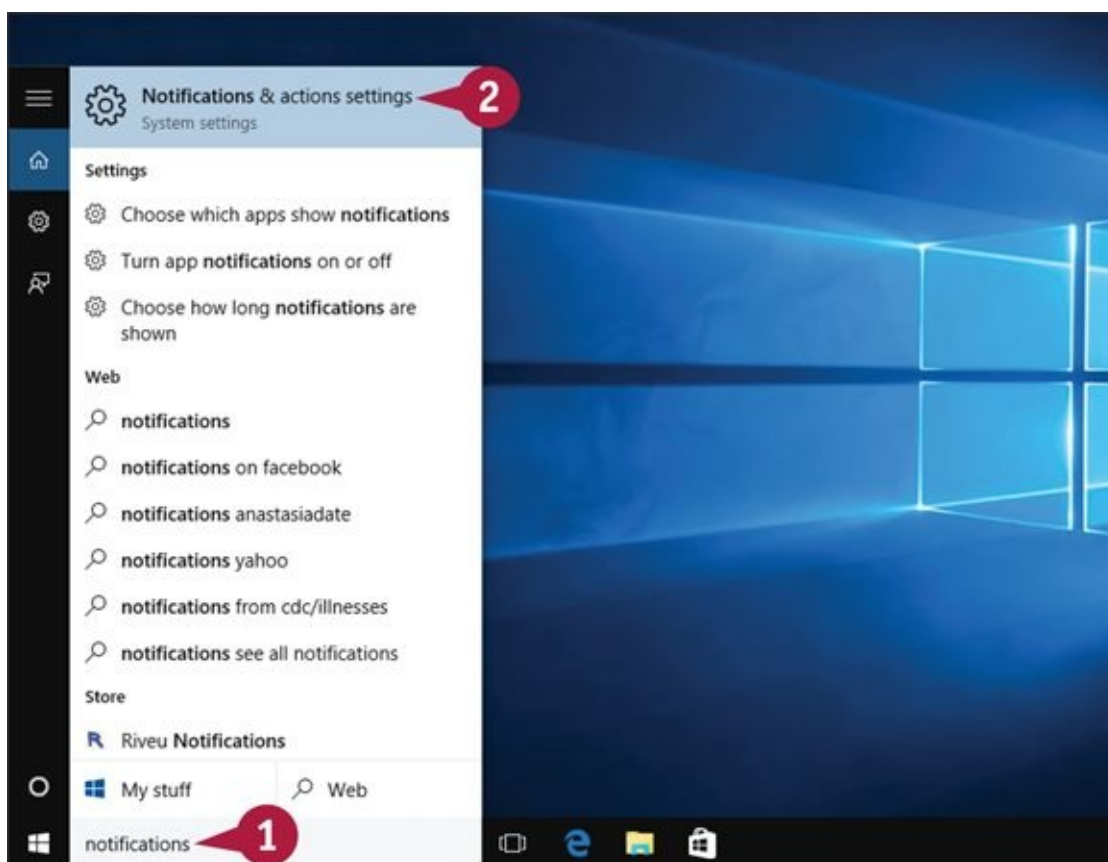 Notifications & actions settings
2
System settings
Settings
Choose which apps show notifications
Turn app notifications on or off
Choose how long notifications are
shown
Web
notifications
notifications on facebook
notifications anastasiadate
notifications yahoo
notifications from cdc/illnesses
notifications see all notifications
Store
R Riveu Notifications
My stuff
Web
notifications
1